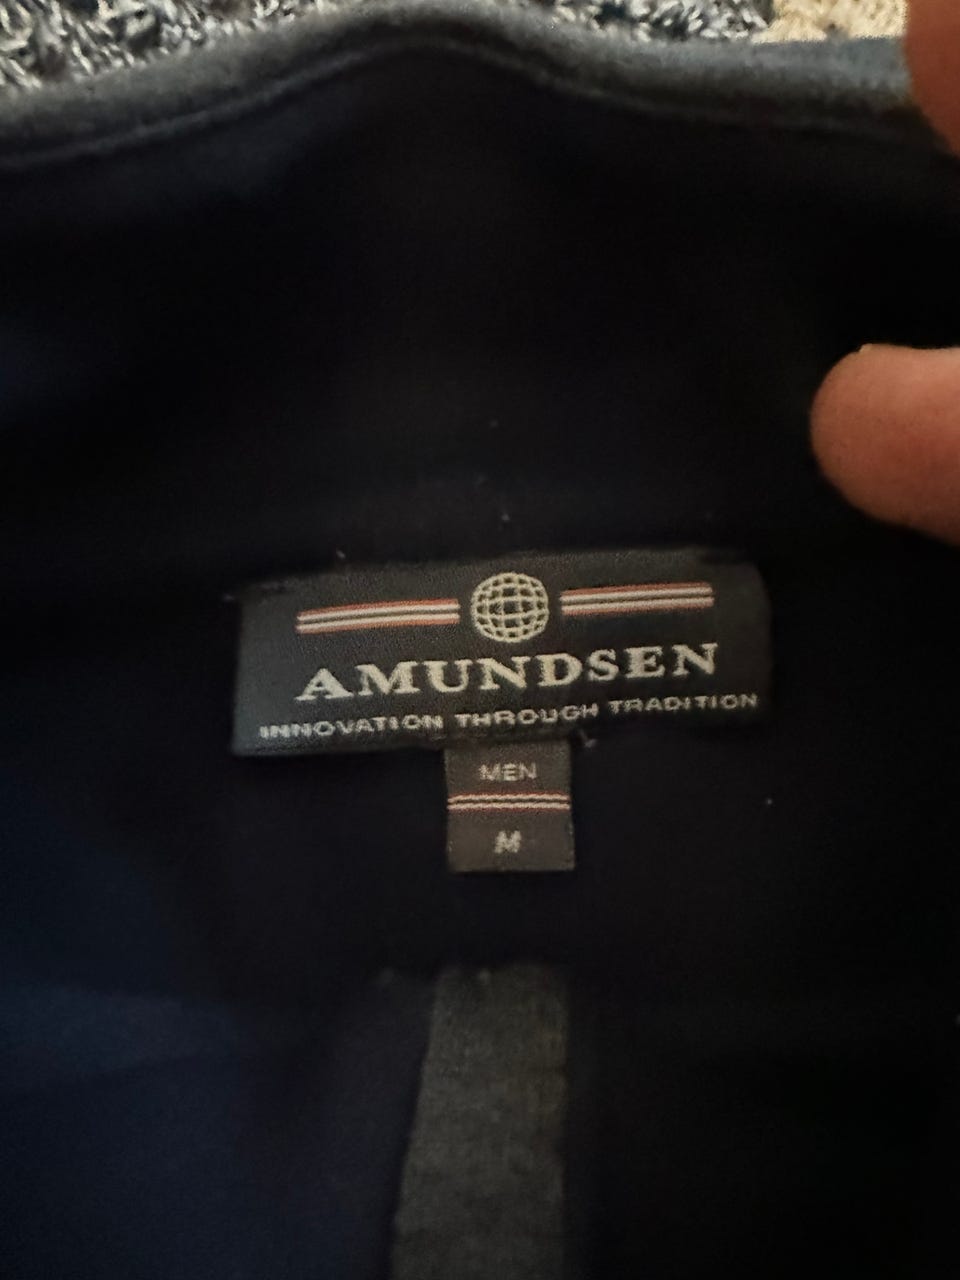 AMUNDSEN
INNOVATION THROUGH TRADITION
MEN
M